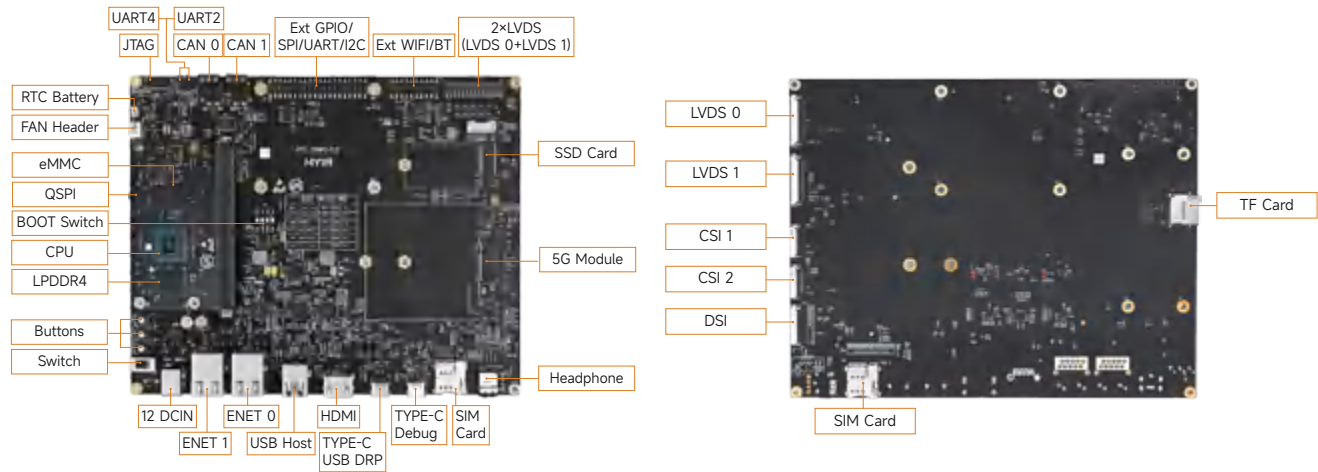 UART4
UART2
JTAG
CAN 0
CAN 1
Ext GPIO/
SPI/UART/I2C
Ext WIFI/BT
2×LVDS
(LVDS 0+LVDS 1)
RTC Battery
FAN Header
eMMC
QSPI
BOOT Switch
CPU
LPDDR4
Buttons
Switch
SSD Card
5G Module
Headphone
12 DCIN
ENET 1
ENET 0
USB Host
HDMI
TYPE-C
USB DRP
TYPE-C
Debug
SIM
Card
LVDS 0
LVDS 1
CSI 1
CSI 2
DSI
TF Card
SIM Card